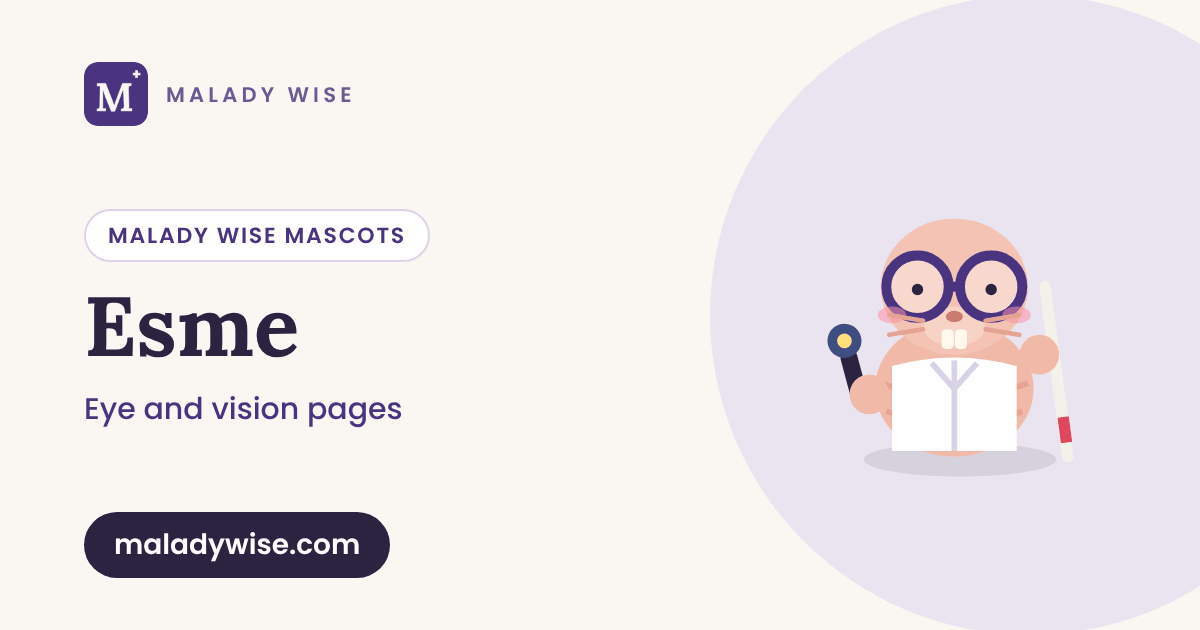 M+
MALADY WISE
MALADY WISE MASCOTS
Esme
Eye and vision pages
maladywise.com